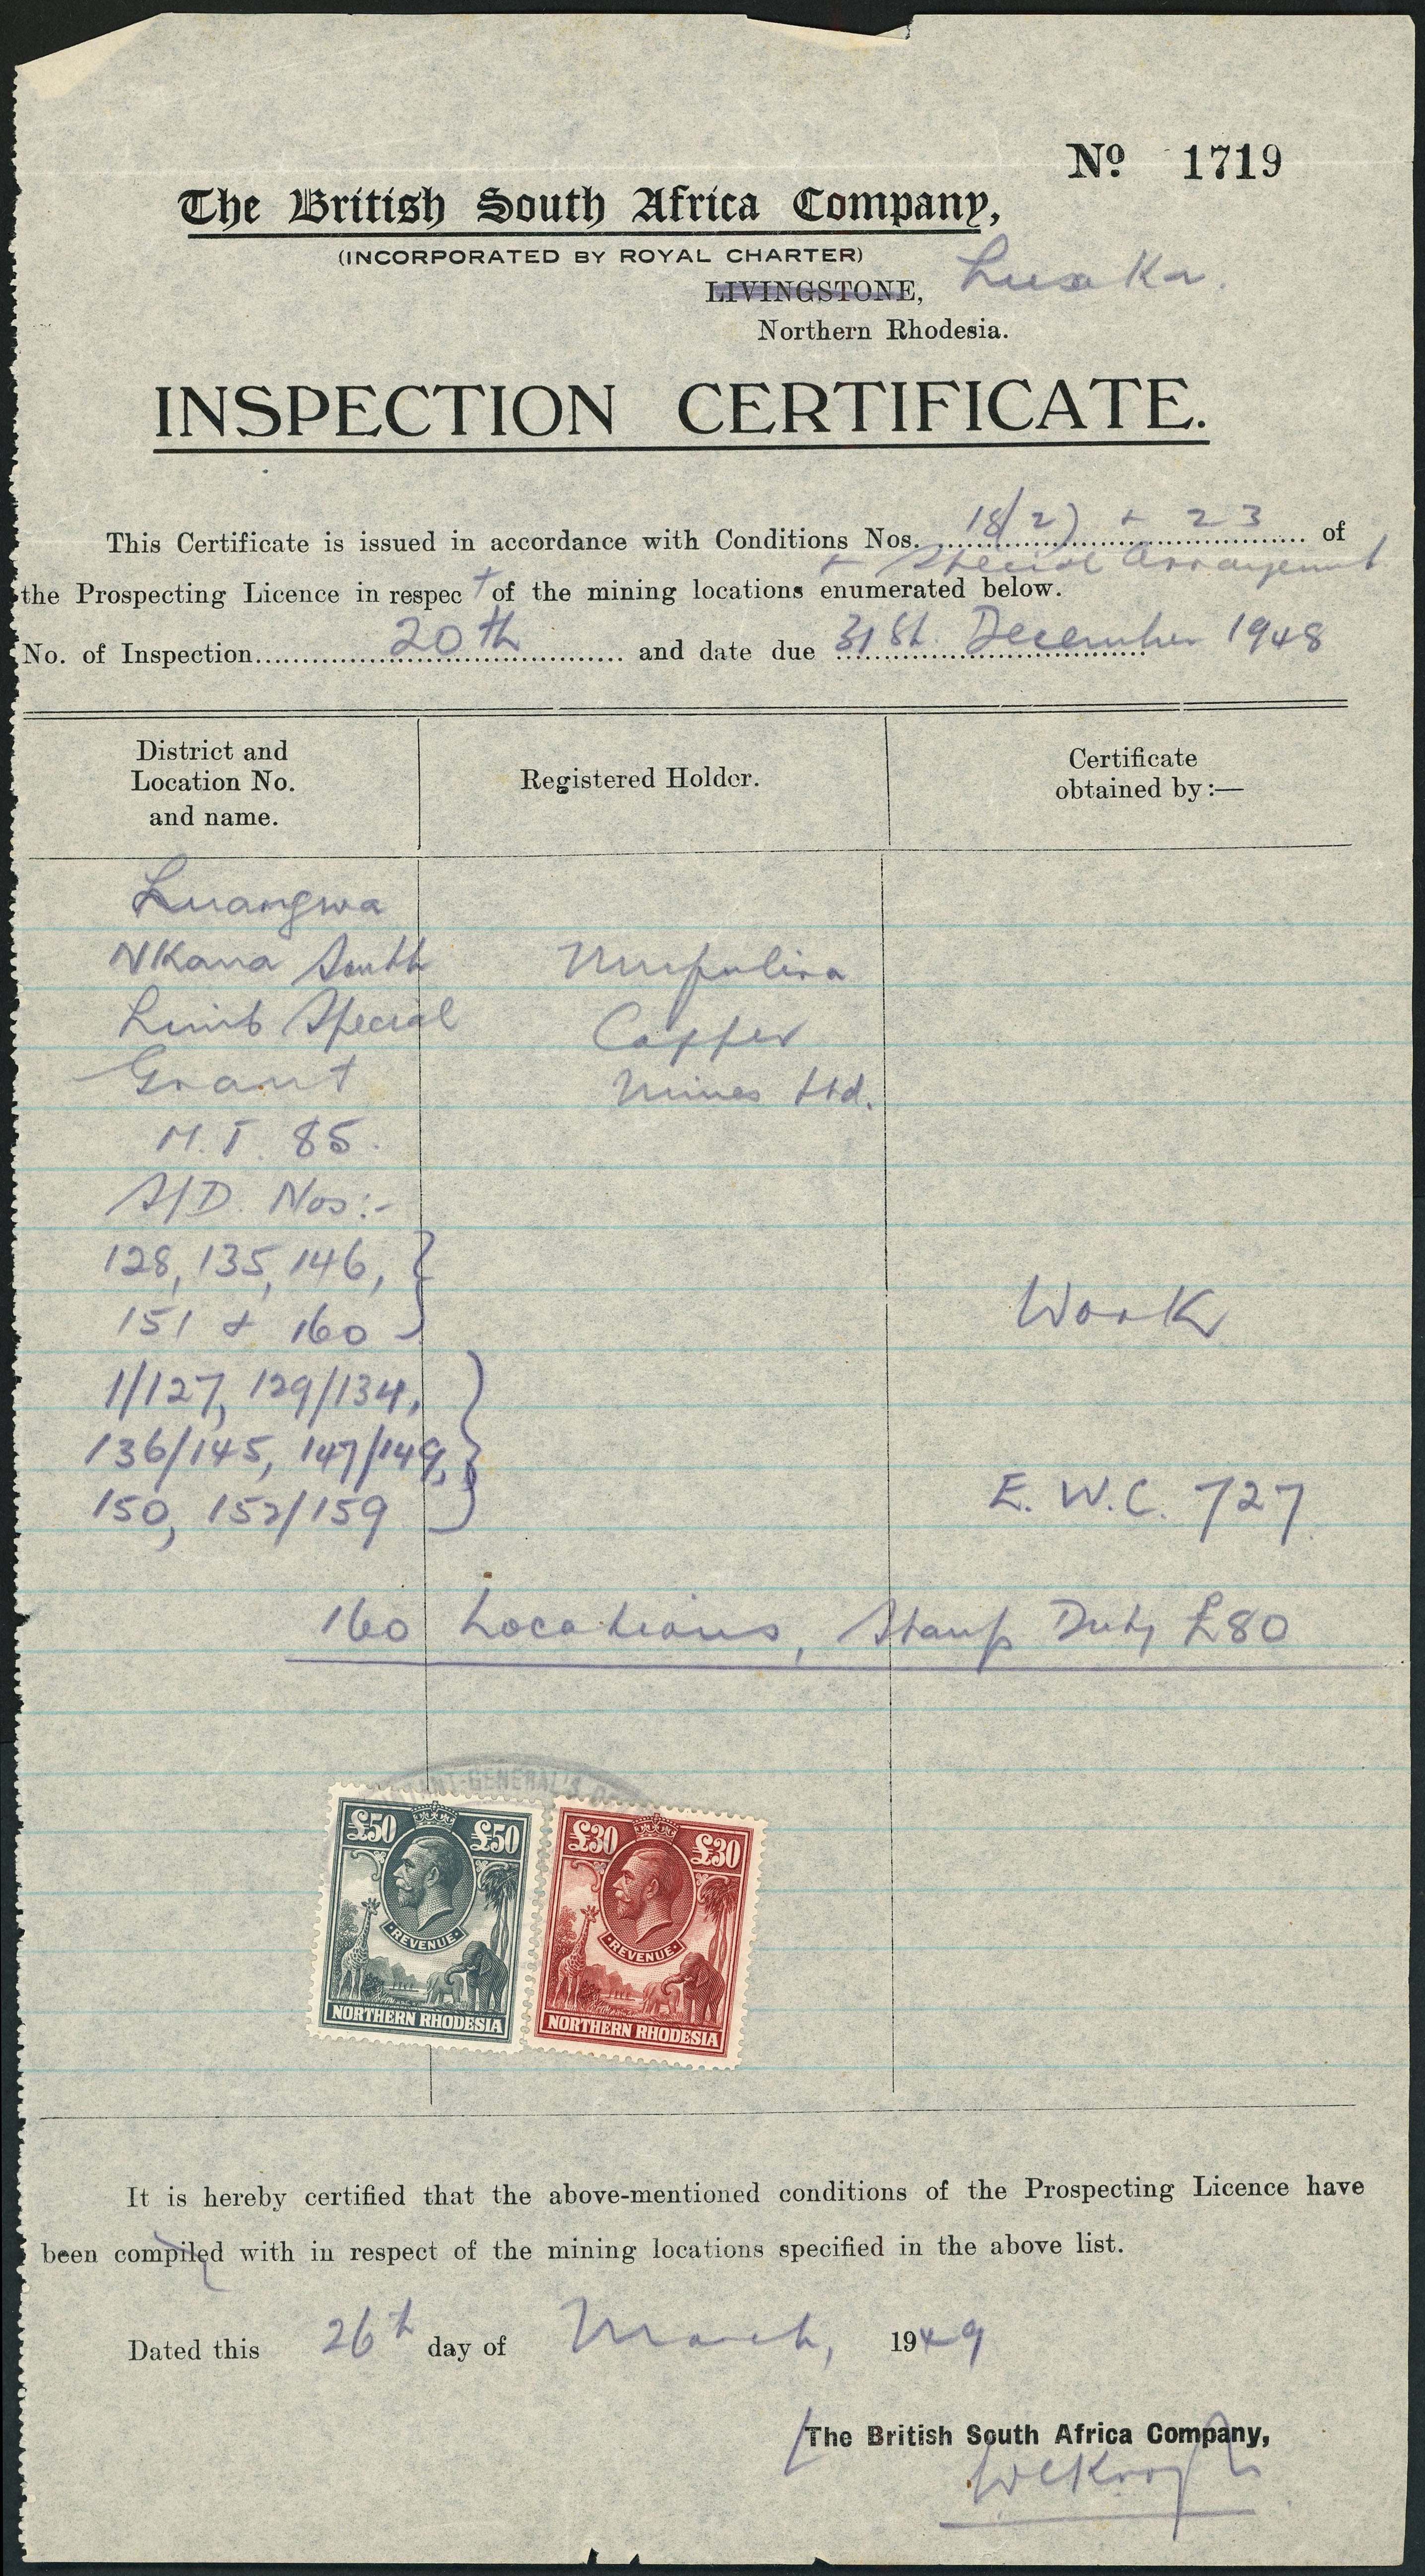 No 1719
The British South Africa Company,
(INCORPORATED BY ROYAL CHARTER)
LIVINGSTONE, Lusaka.
Northern Rhodesia.
INSPECTION CERTIFICATE.
This Certificate is issued in accordance with Conditions Nos. 18(2) + 23 of
+ Special Arrangement
the Prospecting Licence in respect of the mining locations enumerated below.
No. of Inspection 20th and date due 31st December 1948
District and
Location No.
and name.
Registered Holder.
Certificate
obtained by :—
Luangwa
NKana South
Limb Special
Grant
M.T. 85.
S/D. Nos:-
128, 135, 146,
151 & 160
1/127, 129/134,
136/145, 147/149,
150, 152/159
Mufulira
Copper
Mines Ltd.
Work
E. W. C. 727
160 Locations, Stamp Duty £80
GENERAL'S
£50 £50
REVENUE
NORTHERN RHODESIA
£30 £30
REVENUE
NORTHERN RHODESIA
It is hereby certified that the above-mentioned conditions of the Prospecting Licence have
been compiled with in respect of the mining locations specified in the above list.
Dated this 26th day of March, 1949
The British South Africa Company,